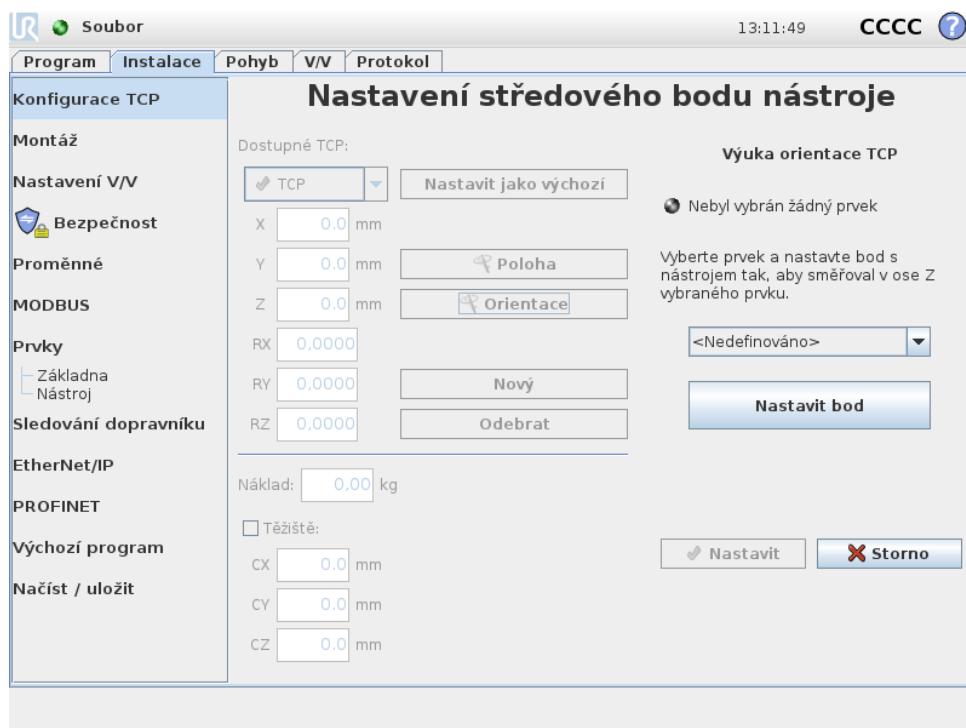 UR Soubor 13:11:49 CCCC ?
Program Instalace Pohyb V/V Protokol
Konfigurace TCP
Montáž
Nastavení V/V
Bezpečnost
Proměnné
MODBUS
Prvky
Základna
Nástroj
Sledování dopravníku
EtherNet/IP
PROFINET
Výchozí program
Načíst / uložit
Nastavení středového bodu nástroje
Dostupné TCP:
TCP Nastavit jako výchozí
X 0.0 mm
Y 0.0 mm Poloha
Z 0.0 mm Orientace
RX 0,0000
RY 0,0000 Nový
RZ 0,0000 Odebrat
Náklad: 0,00 kg
Těžiště:
CX 0.0 mm
CY 0.0 mm
CZ 0.0 mm
Výuka orientace TCP
Nebyl vybrán žádný prvek
Vyberte prvek a nastavte bod s
nástrojem tak, aby směřoval v ose Z
vybraného prvku.
<Nedefinováno>
Nastavit bod
Nastavit Storno